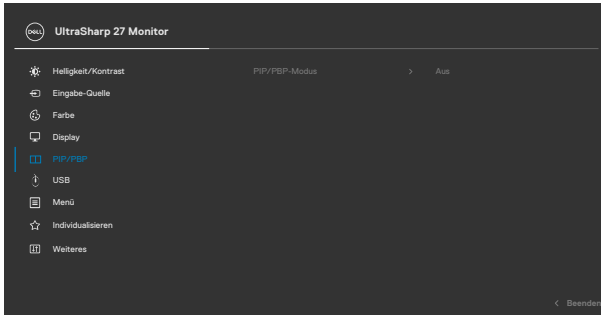 DELL UltraSharp 27 Monitor
Helligkeit/Kontrast PIP/PBP-Modus > Aus
Eingabe-Quelle
Farbe
Display
PIP/PBP
USB
Menü
Individualisieren
Weiteres
< Beenden